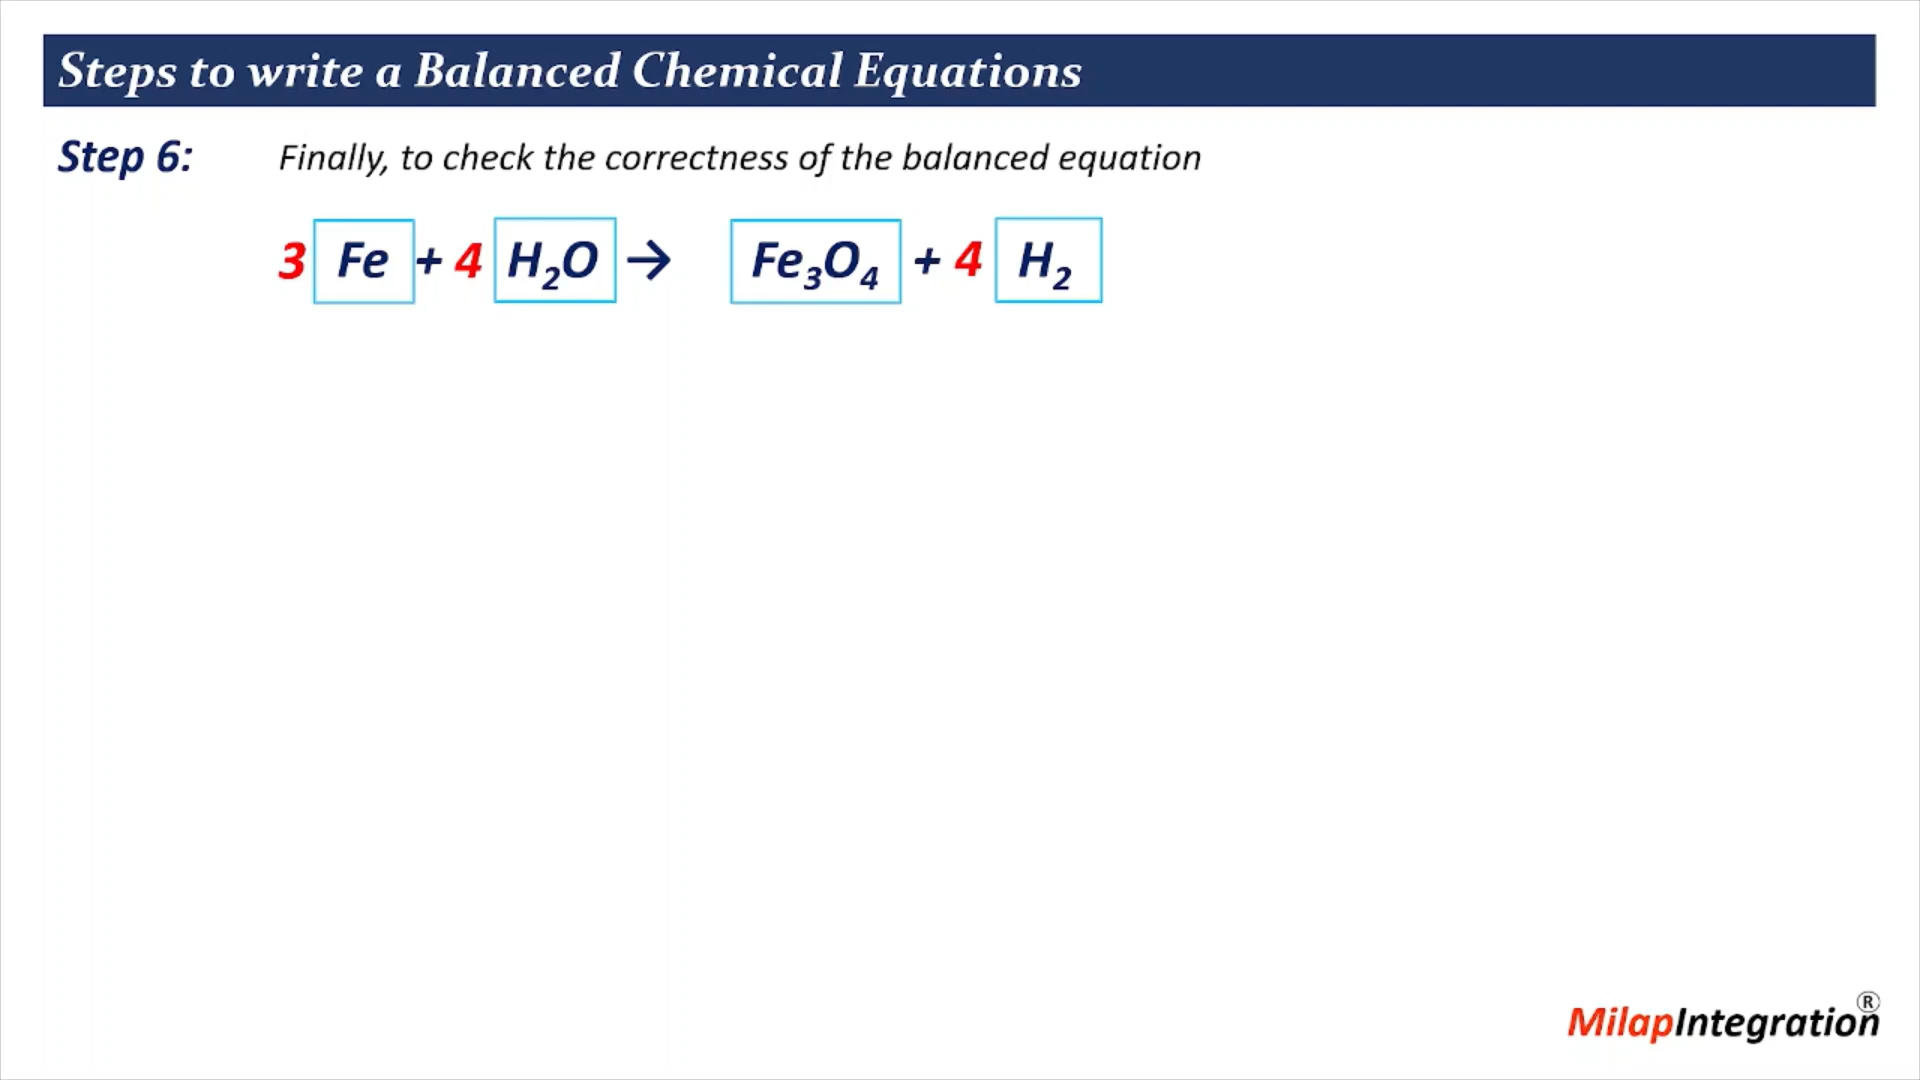 Steps to write a Balanced Chemical Equations
Step 6: Finally, to check the correctness of the balanced equation
3 Fe + 4 H₂O → Fe₃O₄ + 4 H₂
MilapIntegration®